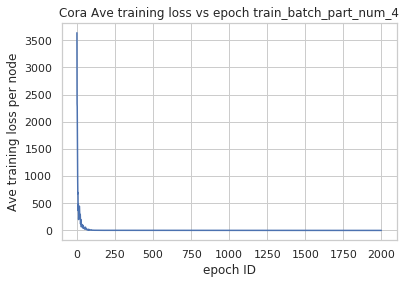 Cora Ave training loss vs epoch train_batch_part_num_4
Ave training loss per node
3500
3000
2500
2000
1500
1000
500
0
0 250 500 750 1000 1250 1500 1750 2000
epoch ID